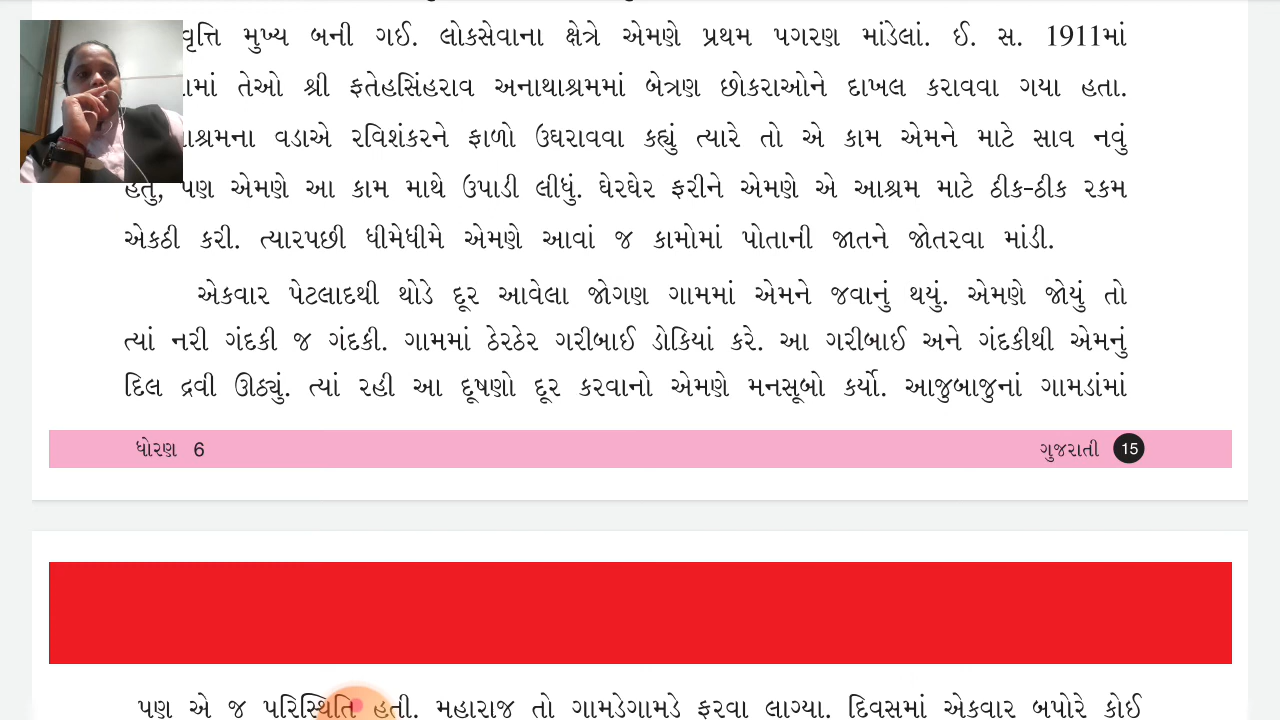 મુખ્ય બની ગઈ. લોકસેવાના ક્ષેત્રે એમણે પ્રથમ પગરણ માંડેલાં. ઈ. સ. 1911માં
તેઓ શ્રી ફતેહસિંહરાવ અનાથાશ્રમમાં બેત્રણ છોકરાઓને દાખલ કરાવવા ગયા હતા.
વડાએ રવિશંકરને ફાળો ઉઘરાવવા કહ્યું ત્યારે તો એ કામ એમને માટે સાવ નવું
હતું, પણ એમણે આ કામ માથે ઉપાડી લીધું. ઘેરઘેર ફરીને એમણે એ આશ્રમ માટે ઠીક-ઠીક રકમ
એકઠી કરી. ત્યારપછી ધીમેધીમે એમણે આવાં જ કામોમાં પોતાની જાતને જોતરવા માંડી.
એકવાર પેટલાદથી થોડે દૂર આવેલા જોગણ ગામમાં એમને જવાનું થયું. એમણે જોયું તો
ત્યાં નરી ગંદકી જ ગંદકી. ગામમાં ઠેરઠેર ગરીબાઈ ડોકિયાં કરે. આ ગરીબાઈ અને ગંદકીથી એમનું
દિલ દ્રવી ઊઠ્યું. ત્યાં રહી આ દૂષણો દૂર કરવાનો એમણે મનસૂબો કર્યો. આજુબાજુનાં ગામડાંમાં
ધોરણ 6 ગુજરાતી 15
પણ એ જ પરિસ્થિતિ હતી. મહારાજ તો ગામડેગામડે ફરવા લાગ્યા. દિવસમાં એકવાર બપોરે કોઈ